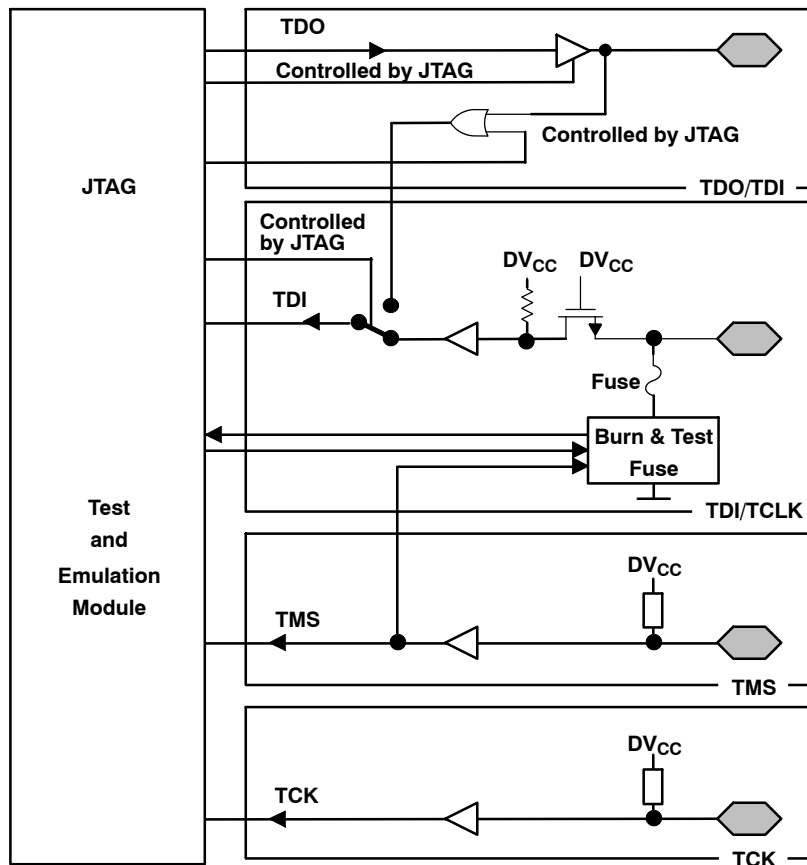 TDO
Controlled by JTAG
Controlled by JTAG
JTAG
TDO/TDI
Controlled
by JTAG
DVCC
DVCC
TDI
Fuse
Burn & Test
Fuse
TDI/TCLK
Test
and
Emulation
Module
DVCC
TMS
TMS
DVCC
TCK
TCK